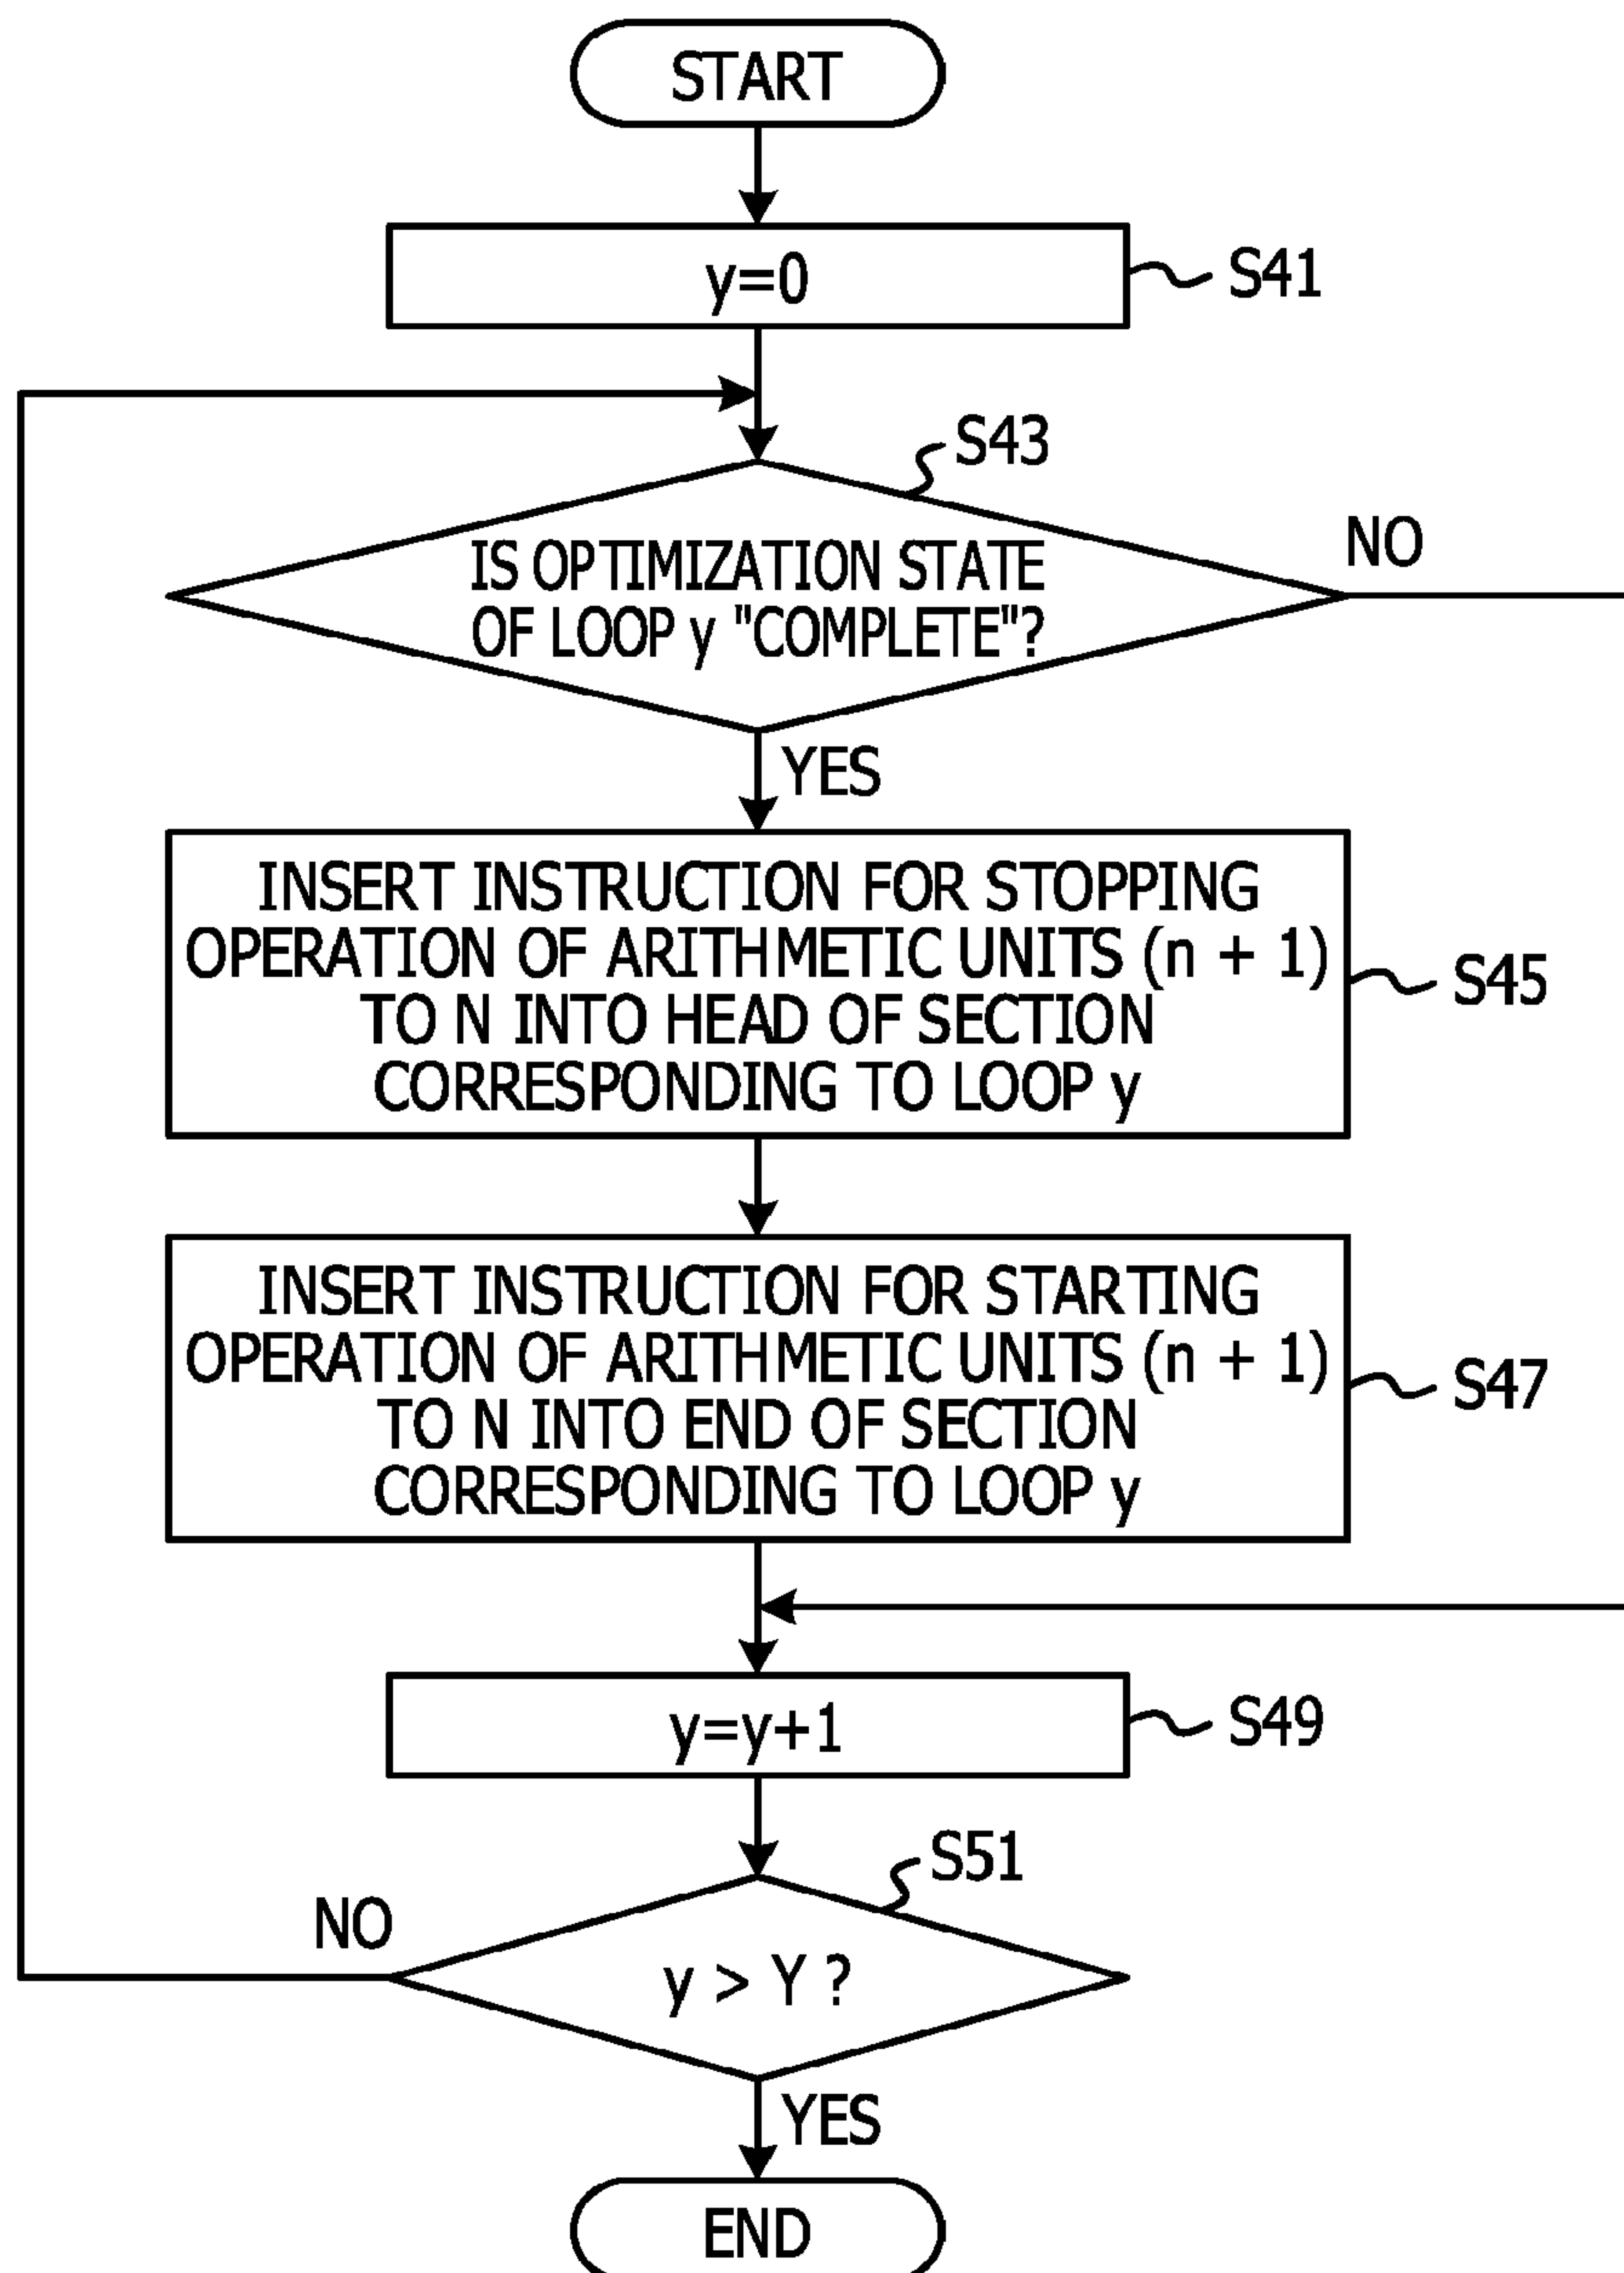 START
y=0
S41
S43
IS OPTIMIZATION STATE
OF LOOP y "COMPLETE"?
NO
YES
INSERT INSTRUCTION FOR STOPPING
OPERATION OF ARITHMETIC UNITS (n + 1)
TO N INTO HEAD OF SECTION
CORRESPONDING TO LOOP y
S45
INSERT INSTRUCTION FOR STARTING
OPERATION OF ARITHMETIC UNITS (n + 1)
TO N INTO END OF SECTION
CORRESPONDING TO LOOP y
S47
y=y+1
S49
S51
NO
y > Y ?
YES
END